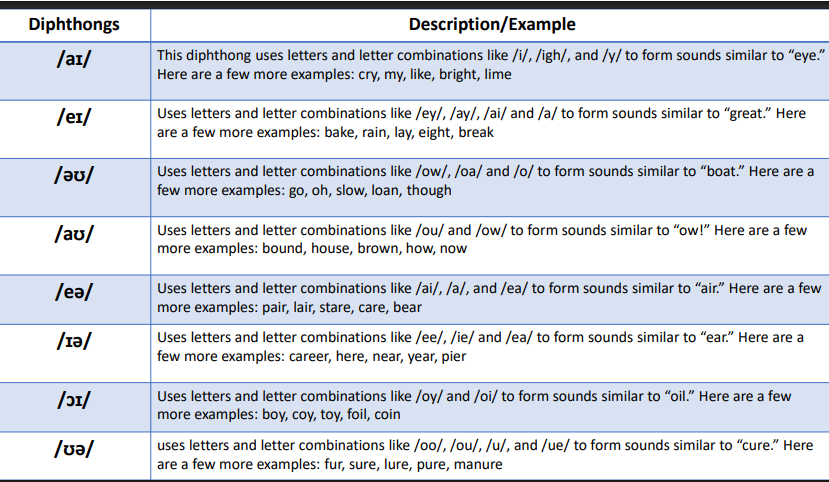 Diphthongs Description/Example
/aɪ/ This diphthong uses letters and letter combinations like /i/, /igh/, and /y/ to form sounds similar to “eye.”
Here are a few more examples: cry, my, like, bright, lime
/eɪ/ Uses letters and letter combinations like /ey/, /ay/, /ai/ and /a/ to form sounds similar to “great.” Here
are a few more examples: bake, rain, lay, eight, break
/əʊ/ Uses letters and letter combinations like /ow/, /oa/ and /o/ to form sounds similar to “boat.” Here are a
few more examples: go, oh, slow, loan, though
/aʊ/ Uses letters and letter combinations like /ou/ and /ow/ to form sounds similar to “ow!” Here are a few
more examples: bound, house, brown, how, now
/eə/ Uses letters and letter combinations like /ai/, /a/, and /ea/ to form sounds similar to “air.” Here are a few
more examples: pair, lair, stare, care, bear
/ɪə/ Uses letters and letter combinations like /ee/, /ie/ and /ea/ to form sounds similar to “ear.” Here are a
few more examples: career, here, near, year, pier
/ɔɪ/ Uses letters and letter combinations like /oy/ and /oi/ to form sounds similar to “oil.” Here are a few
more examples: boy, coy, toy, foil, coin
/ʊə/ uses letters and letter combinations like /oo/, /ou/, /u/, and /ue/ to form sounds similar to “cure.” Here
are a few more examples: fur, sure, lure, pure, manure